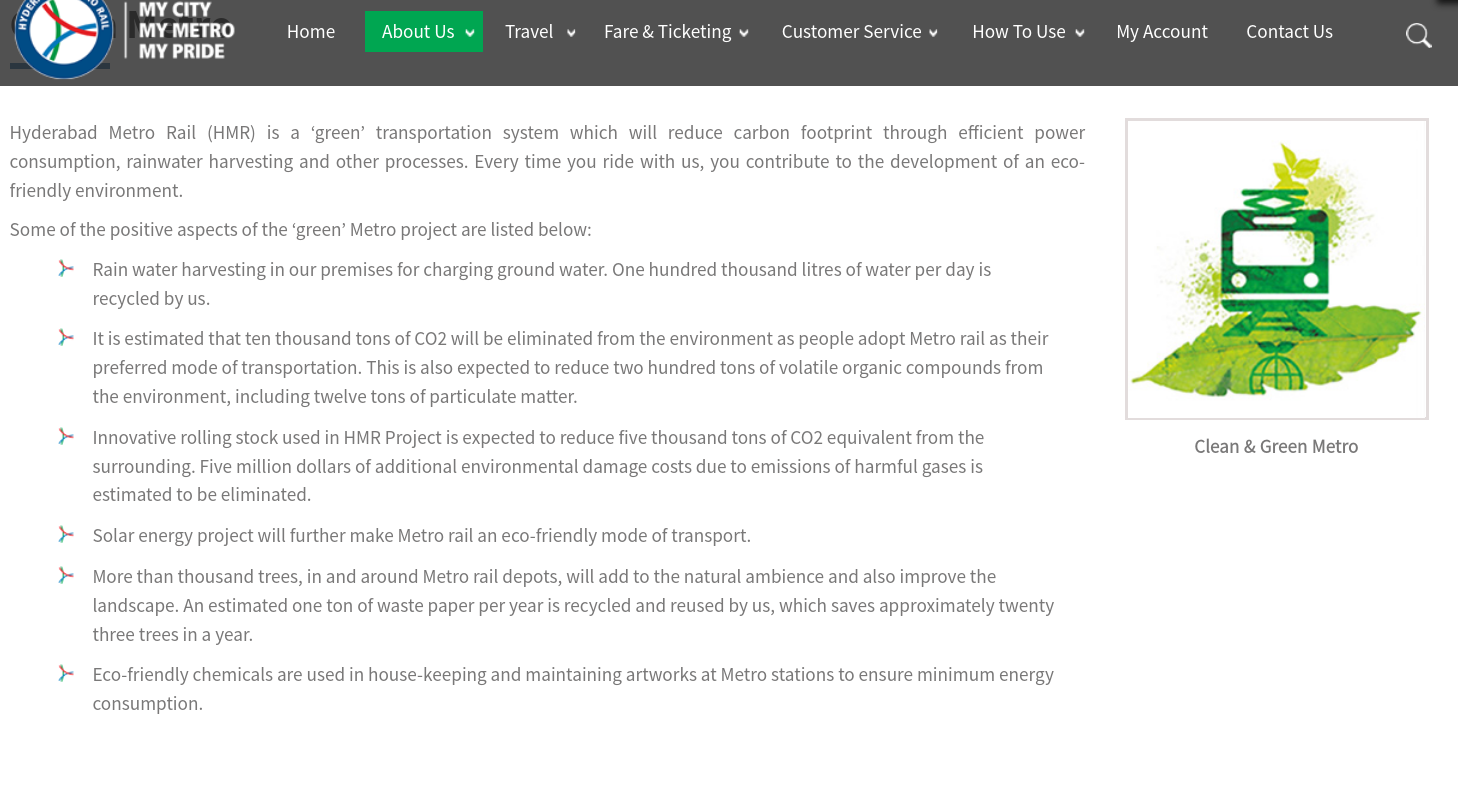 HYDERABAD METRO RAIL
MY CITY
MY METRO
MY PRIDE
Home About Us Travel Fare & Ticketing Customer Service How To Use My Account Contact Us
Hyderabad Metro Rail (HMR) is a ‘green’ transportation system which will reduce carbon footprint through efficient power
consumption, rainwater harvesting and other processes. Every time you ride with us, you contribute to the development of an eco-
friendly environment.
Some of the positive aspects of the ‘green’ Metro project are listed below:
Rain water harvesting in our premises for charging ground water. One hundred thousand litres of water per day is
recycled by us.
It is estimated that ten thousand tons of CO2 will be eliminated from the environment as people adopt Metro rail as their
preferred mode of transportation. This is also expected to reduce two hundred tons of volatile organic compounds from
the environment, including twelve tons of particulate matter.
Innovative rolling stock used in HMR Project is expected to reduce five thousand tons of CO2 equivalent from the
surrounding. Five million dollars of additional environmental damage costs due to emissions of harmful gases is
estimated to be eliminated.
Solar energy project will further make Metro rail an eco-friendly mode of transport.
More than thousand trees, in and around Metro rail depots, will add to the natural ambience and also improve the
landscape. An estimated one ton of waste paper per year is recycled and reused by us, which saves approximately twenty
three trees in a year.
Eco-friendly chemicals are used in house-keeping and maintaining artworks at Metro stations to ensure minimum energy
consumption.
Clean & Green Metro